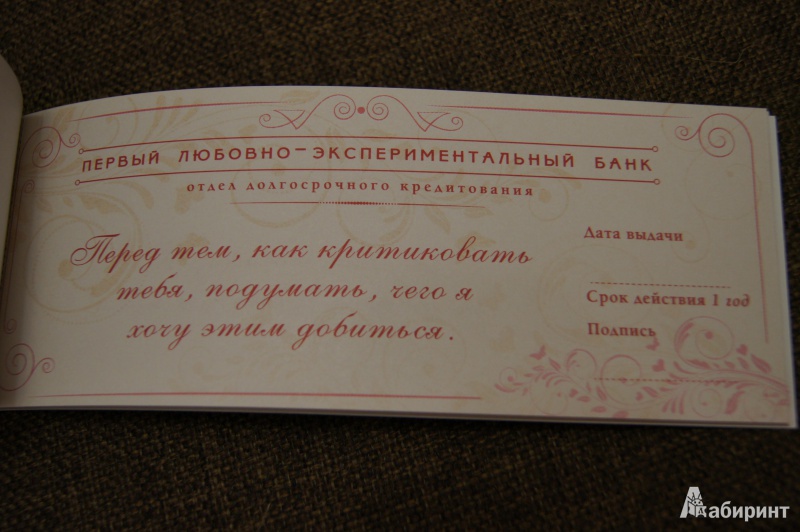 ПЕРВЫЙ ЛЮБОВНО-ЭКСПЕРИМЕНТАЛЬНЫЙ БАНК
отдел долгосрочного кредитования
Перед тем, как критиковать
тебя, подумать, чего я
хочу этим добиться.
Дата выдачи
Срок действия 1 год
Подпись
Лабиринт